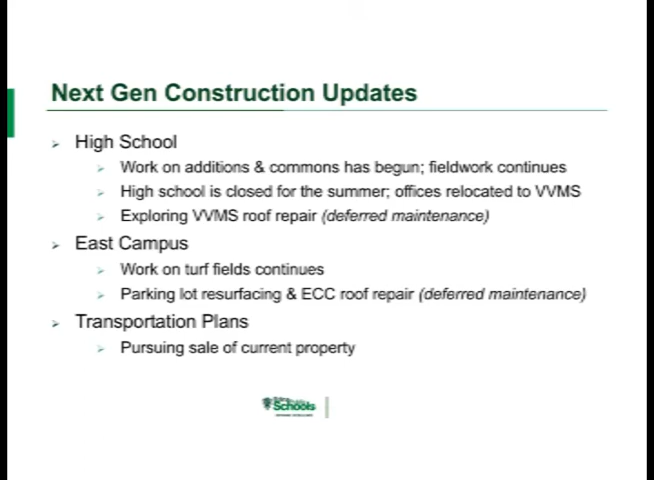 Next Gen Construction Updates
High School
Work on additions & commons has begun; fieldwork continues
High school is closed for the summer; offices relocated to VVMS
Exploring VVMS roof repair (deferred maintenance)
East Campus
Work on turf fields continues
Parking lot resurfacing & ECC roof repair (deferred maintenance)
Transportation Plans
Pursuing sale of current property
Schools